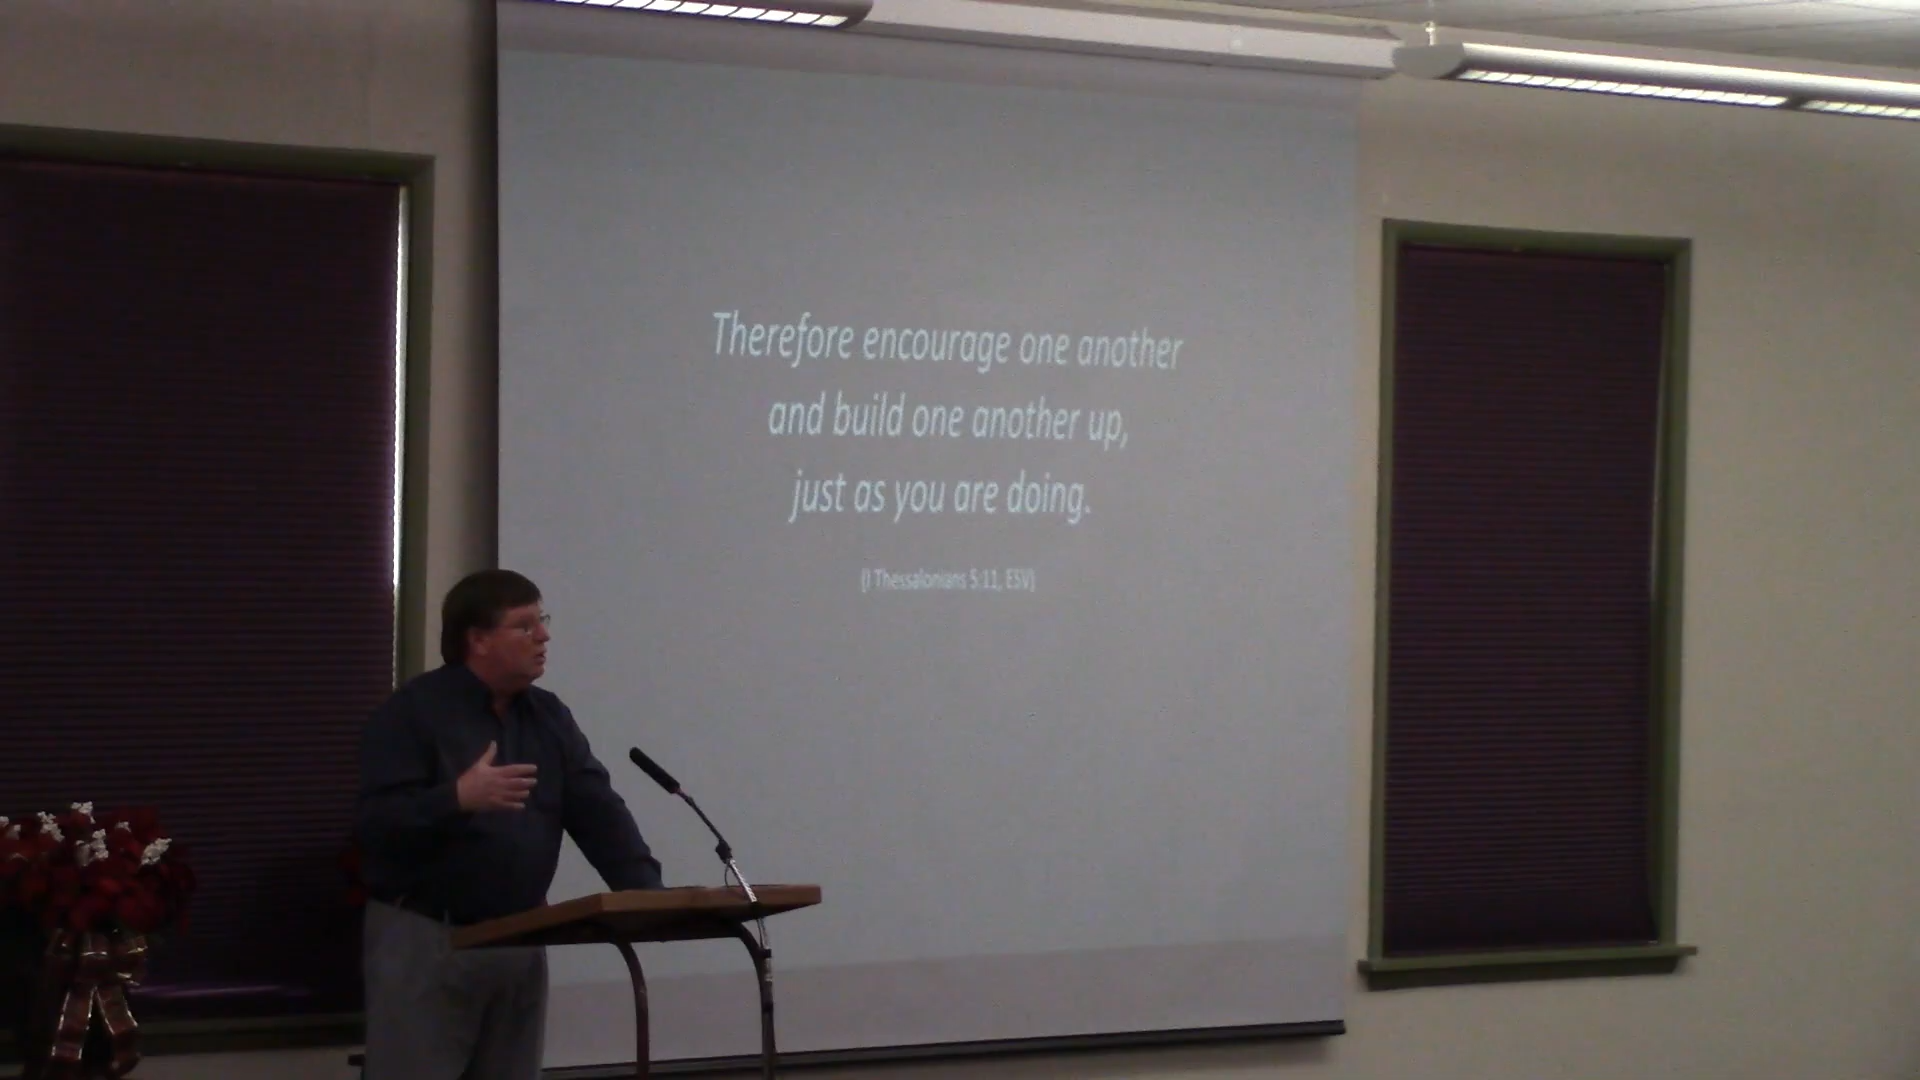 Therefore encourage one another
and build one another up,
just as you are doing.
(I Thessalonians 5:11, ESV)